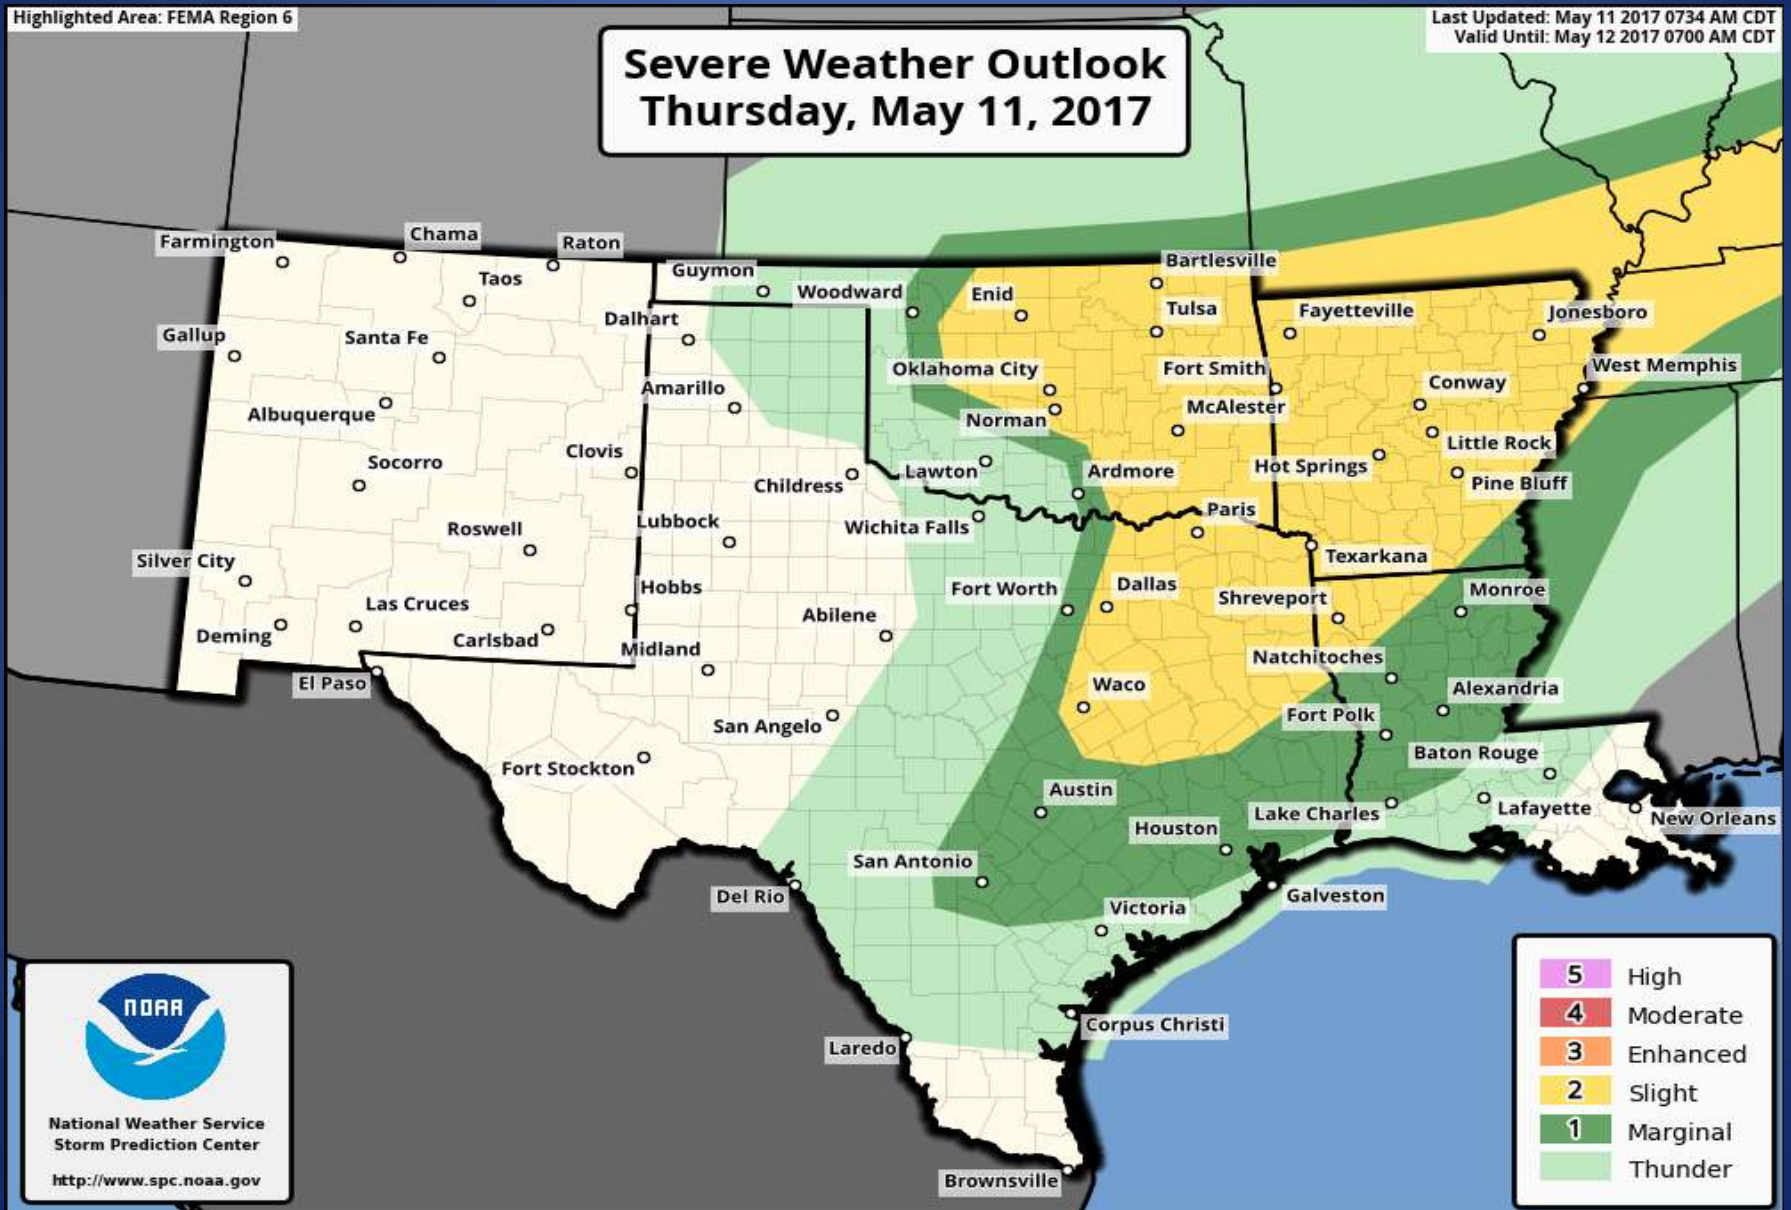 Highlighted Area: FEMA Region 6
Last Updated: May 11 2017 0734 AM CDT
Valid Until: May 12 2017 0700 AM CDT
Severe Weather Outlook
Thursday, May 11, 2017
Farmington
Chama
Raton
Taos
Guymon
Woodward
Enid
Bartlesville
Tulsa
Fayetteville
Jonesboro
Gallup
Santa Fe
Dalhart
Amarillo
Oklahoma City
Fort Smith
Conway
West Memphis
Albuquerque
Norman
McAlester
Little Rock
Socorro
Clovis
Childress
Lawton
Ardmore
Hot Springs
Pine Bluff
Roswell
Lubbock
Wichita Falls
Paris
Texarkana
Silver City
Hobbs
Fort Worth
Dallas
Shreveport
Monroe
Las Cruces
Deming
Carlsbad
Midland
Abilene
Natchitoches
El Paso
San Angelo
Waco
Fort Polk
Alexandria
Fort Stockton
Baton Rouge
Austin
Houston
Lake Charles
Lafayette
New Orleans
San Antonio
Del Rio
Victoria
Galveston
Corpus Christi
Laredo
Brownsville
NOAA
National Weather Service
Storm Prediction Center
http://www.spc.noaa.gov
5 High
4 Moderate
3 Enhanced
2 Slight
1 Marginal
Thunder